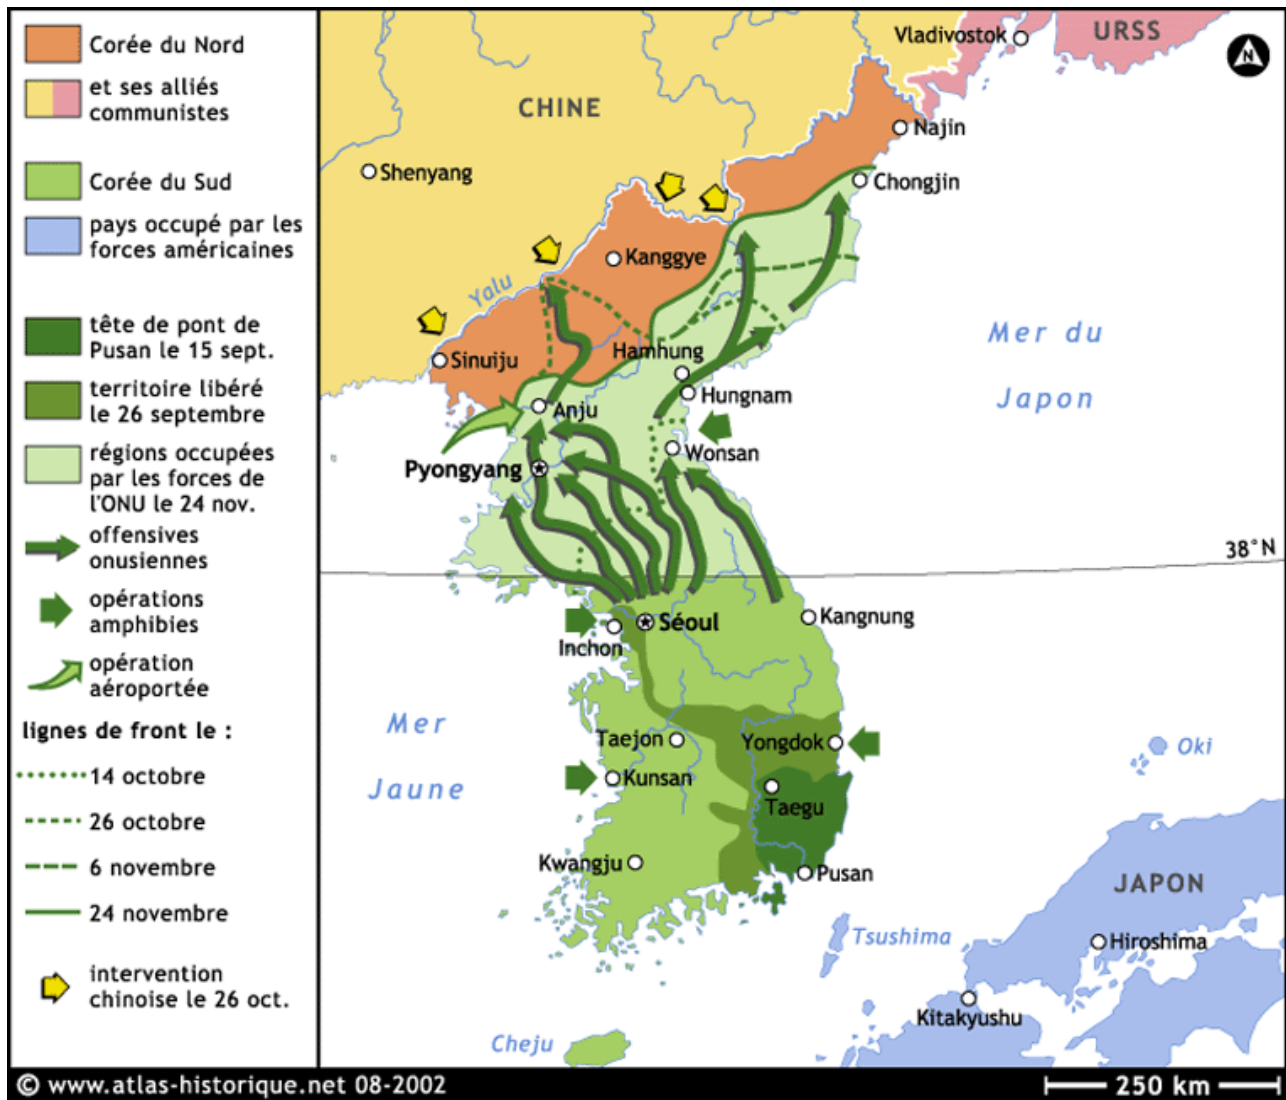 Corée du Nord
et ses alliés
communistes
Corée du Sud
pays occupé par les
forces américaines
tête de pont de
Pusan le 15 sept.
territoire libéré
le 26 septembre
régions occupées
par les forces de
l'ONU le 24 nov.
offensives
onusiennes
opérations
amphibies
opération
aéroportée
lignes de front le :
14 octobre
26 octobre
6 novembre
24 novembre
intervention
chinoise le 26 oct.
Vladivostok
URSS
N
CHINE
Najin
Shenyang
Chongjin
Kanggye
Yalu
Mer du
Japon
Sinuiju
Hamhung
Hungnam
Anju
Wonsan
Pyongyang
38°N
Kangnung
Séoul
Inchon
Mer
Jaune
Taejon
Yongdok
Oki
Kunsan
Taegu
Kwangju
Pusan
JAPON
Tsushima
Hiroshima
Kitakyushu
Cheju
© www.atlas-historique.net 08-2002
250 km